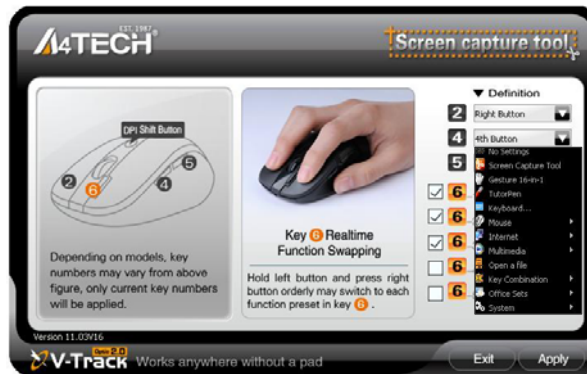 EST. 1987
A4TECH
Screen capture tool
DPI Shift Button
2
6
4
5
Depending on models, key
numbers may vary from above
figure, only current key numbers
will be applied.
Key 6 Realtime
Function Swapping
Hold left button and press right
button orderly may switch to each
function preset in key 6 .
▼ Definition
2 Right Button
4 4th Button
5
No Settings
Screen Capture Tool
Gesture 16-in-1
6 TutorPen
Keyboard...
6 Mouse
Internet
6 Multimedia
Open a file
6 Key Combination
Office Sets
6 System
Version 11.03V16
V-Track Optic 2.0 Works anywhere without a pad
Exit Apply